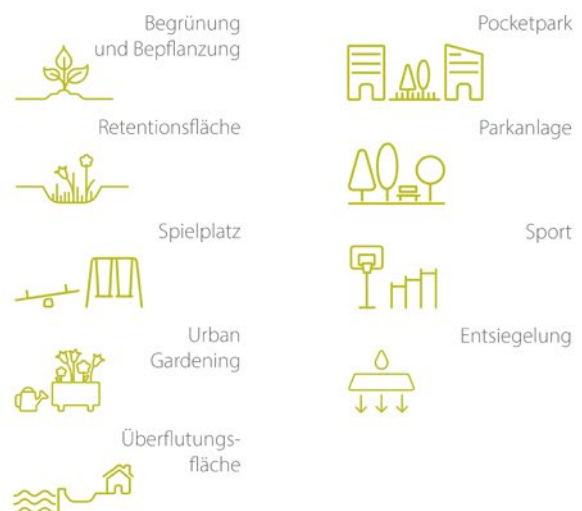 Begrünung
und Bepflanzung
Retentionsfläche
Spielplatz
Urban
Gardening
Überflutungs-
fläche
Pocketpark
Parkanlage
Sport
Entsiegelung